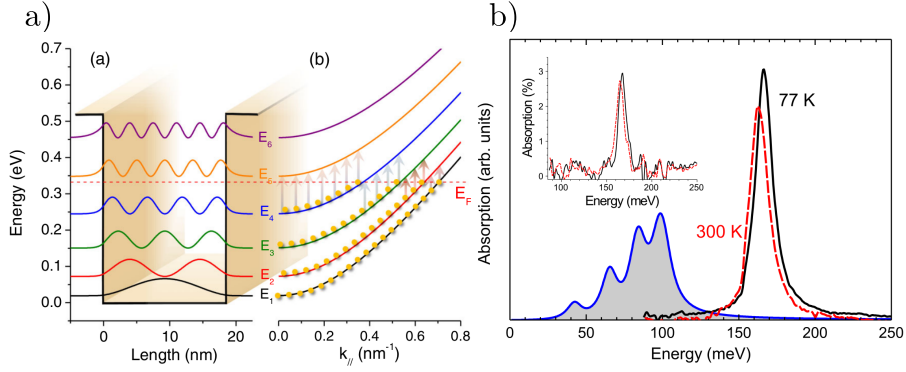 a)
b)
0.7
0.6
0.5
0.4
0.3
0.2
0.1
0.0
Energy (eV)
(a)
(b)
E6
E5
E4
E3
E2
E1
EF
0 10 20
Length (nm)
0.0 0.2 0.4 0.6 0.8
k// (nm-1)
Absorption (arb. units)
Absorption (%)
3
2
1
0
100 150 200 250
Energy (meV)
77 K
300 K
0 50 100 150 200 250
Energy (meV)